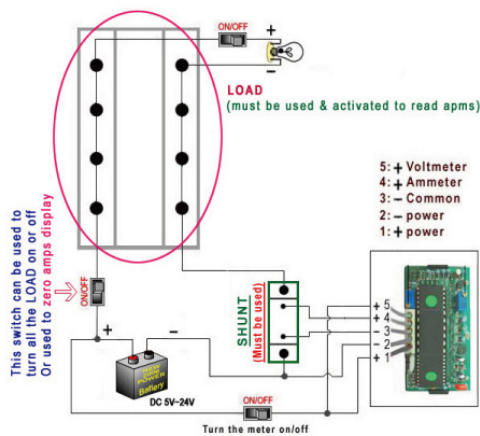 ON/OFF
+
−
LOAD
(must be used & activated to read apms)
5: + Voltmeter
4: + Ammeter
3: − Common
2: − power
1: + power
This switch can be used to
turn all the LOAD on or off
Or used to zero amps display
ON/OFF
SHUNT
(Must be used)
+ 5
+ 4
− 3
− 2
+ 1
+
−
Battery
DC 5V-24V
ON/OFF
Turn the meter on/off